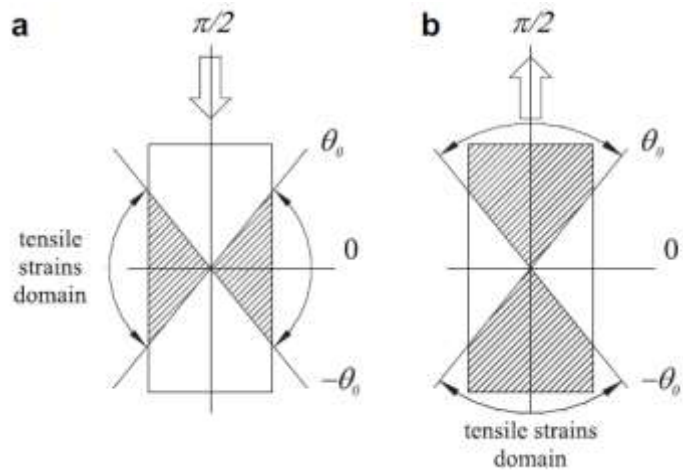 a
π/2
θ₀
tensile
strains
domain
0
−θ₀
b
π/2
θ₀
0
−θ₀
tensile strains
domain